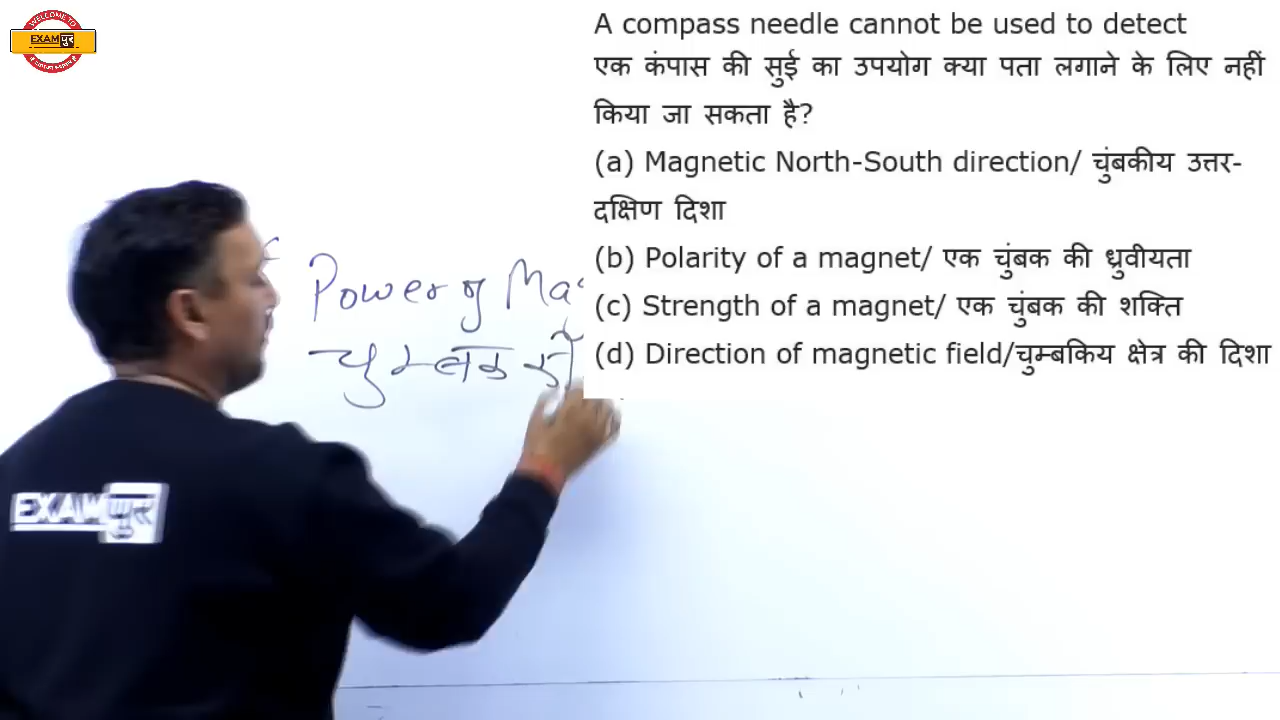 WELCOME TO
EXAMपुर
A compass needle cannot be used to detect
एक कंपास की सुई का उपयोग क्या पता लगाने के लिए नहीं
किया जा सकता है?
(a) Magnetic North-South direction/ चुंबकीय उत्तर-
दक्षिण दिशा
(b) Polarity of a magnet/ एक चुंबक की ध्रुवीयता
(c) Strength of a magnet/ एक चुंबक की शक्ति
(d) Direction of magnetic field/चुम्बकिय क्षेत्र की दिशा
Power of Ma
चुम्बक की
EXAMपुर